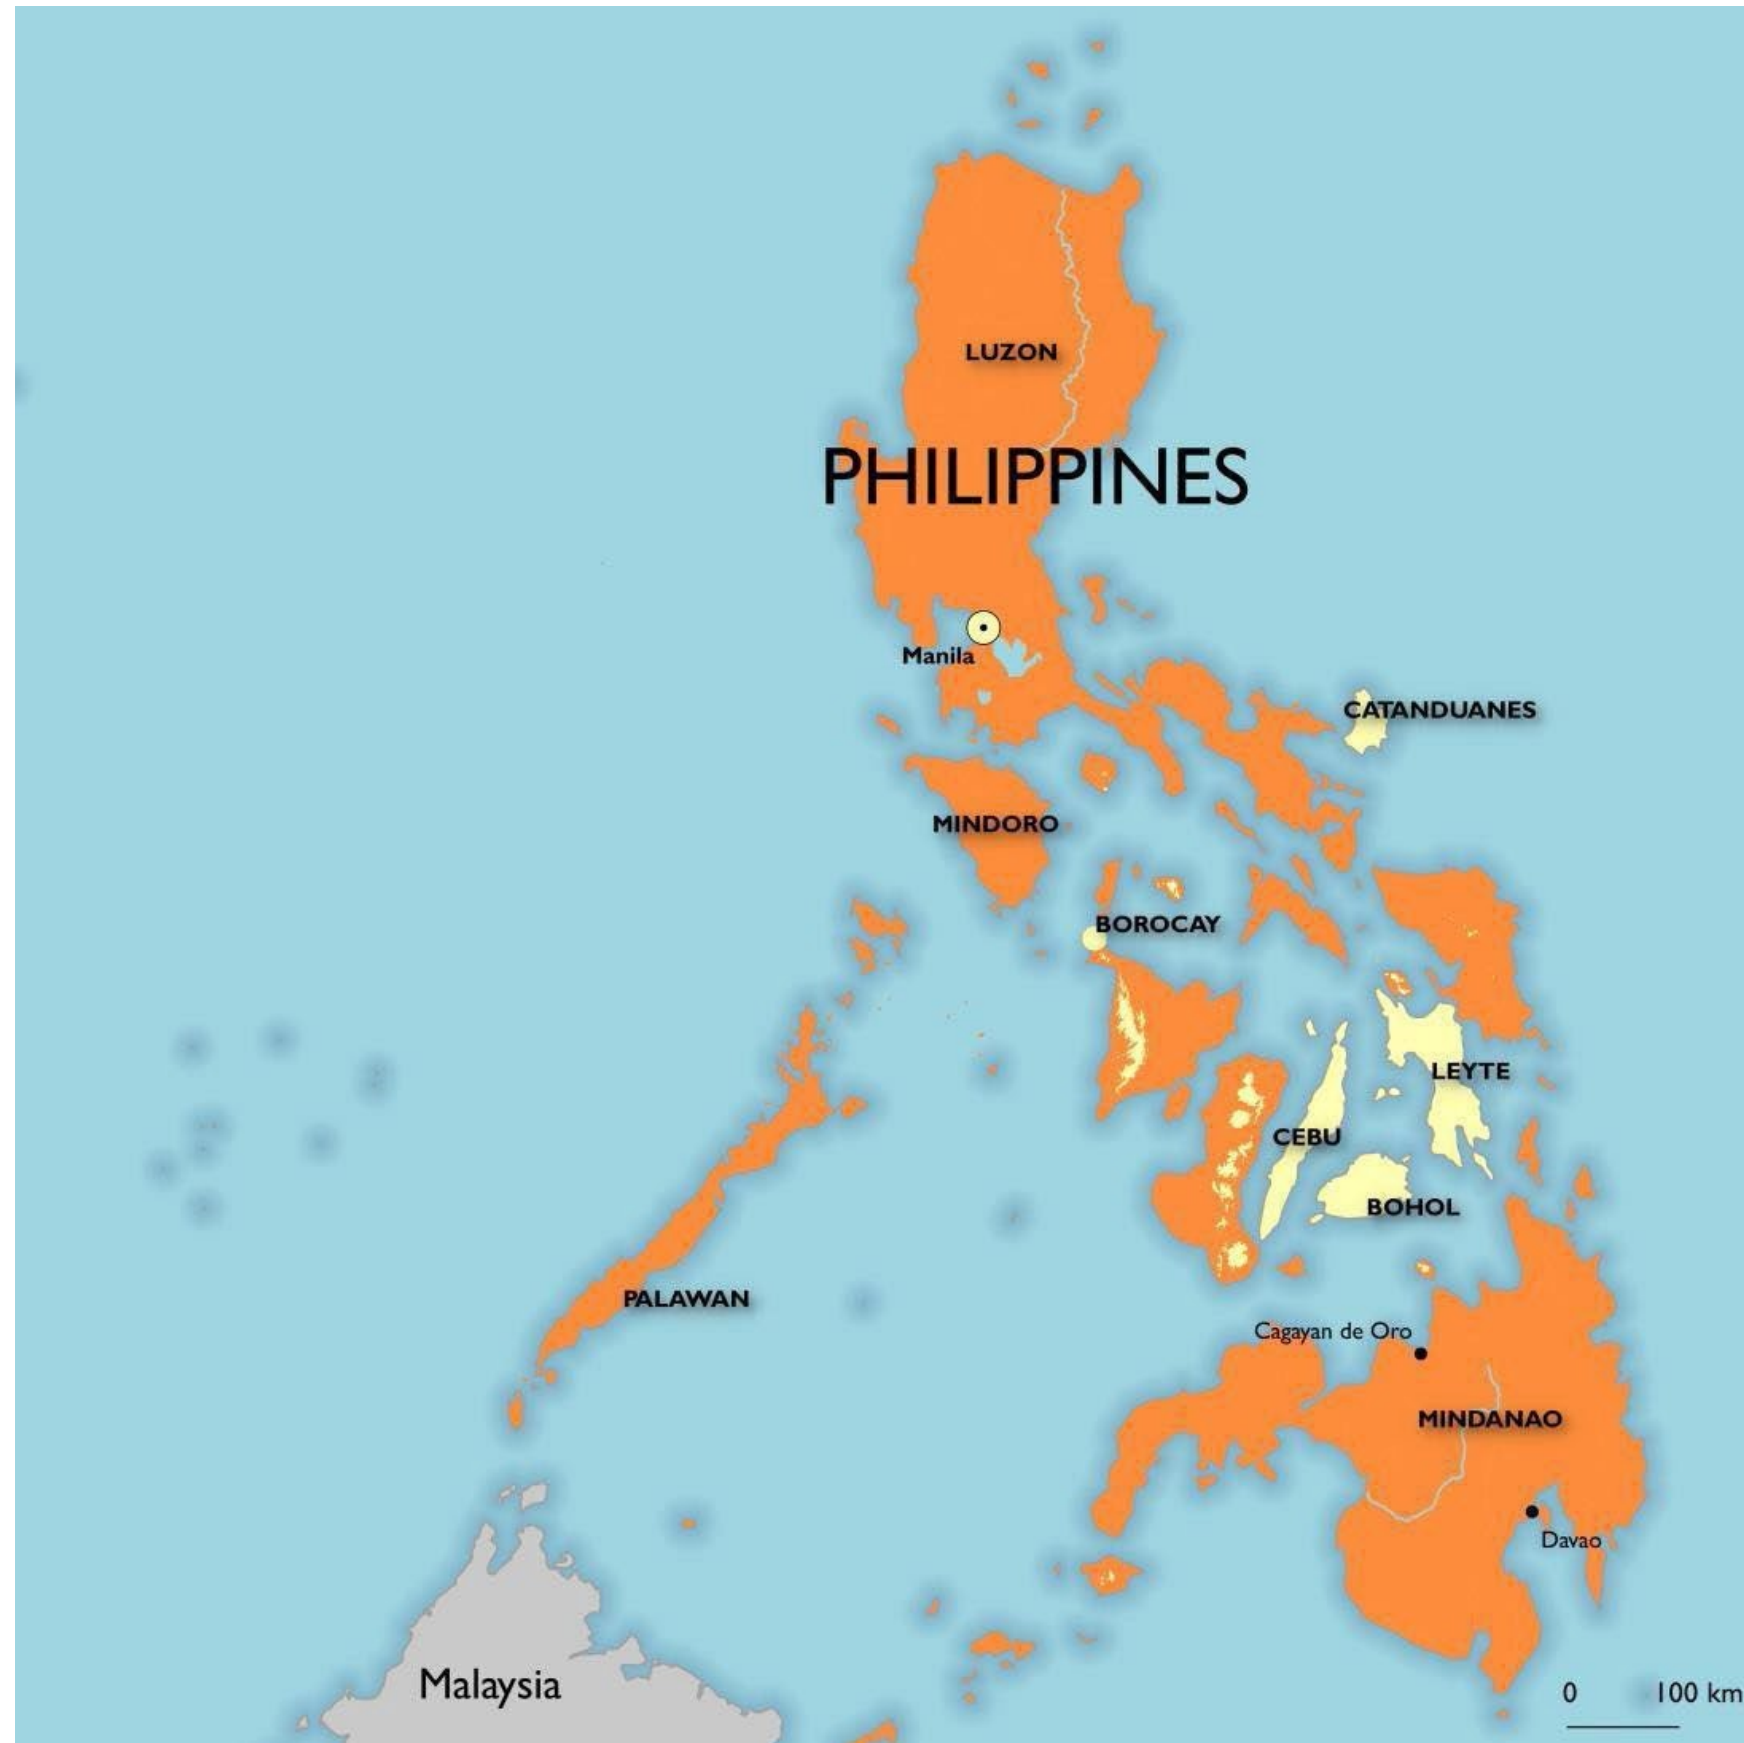 LUZON
PHILIPPINES
Manila
CATANDUANES
MINDORO
BOROCAY
LEYTE
CEBU
BOHOL
PALAWAN
Cagayan de Oro
MINDANAO
Davao
Malaysia
0 100 km